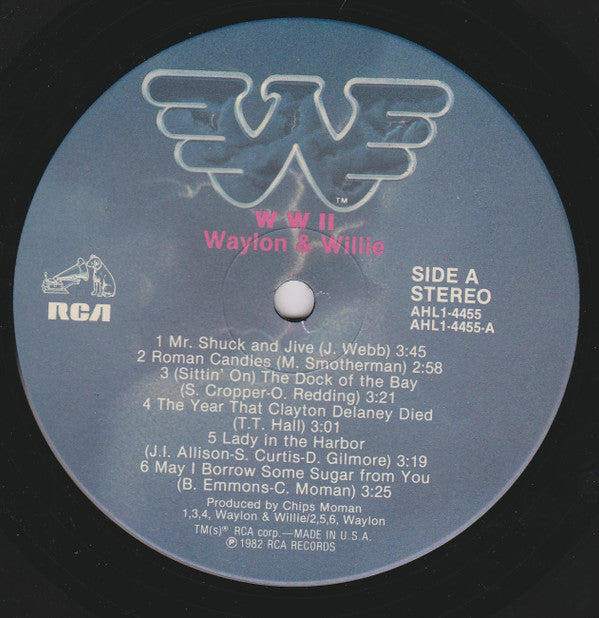 W
TM
W W II
Waylon & Willie
RCA
SIDE A
STEREO
AHL1-4455
AHL1-4455-A
1 Mr. Shuck and Jive (J. Webb) 3:45
2 Roman Candles (M. Smotherman) 2:58
3 (Sittin' On) The Dock of the Bay
(S. Cropper-O. Redding) 3:21
4 The Year That Clayton Delaney Died
(T.T. Hall) 3:01
5 Lady in the Harbor
(J.I. Allison-S. Curtis-D. Gilmore) 3:19
6 May I Borrow Some Sugar from You
(B. Emmons-C. Moman) 3:25
Produced by Chips Moman
1,3,4, Waylon & Willie/2,5,6, Waylon
TM(s)® RCA corp.—MADE IN U.S.A.
℗ 1982 RCA RECORDS